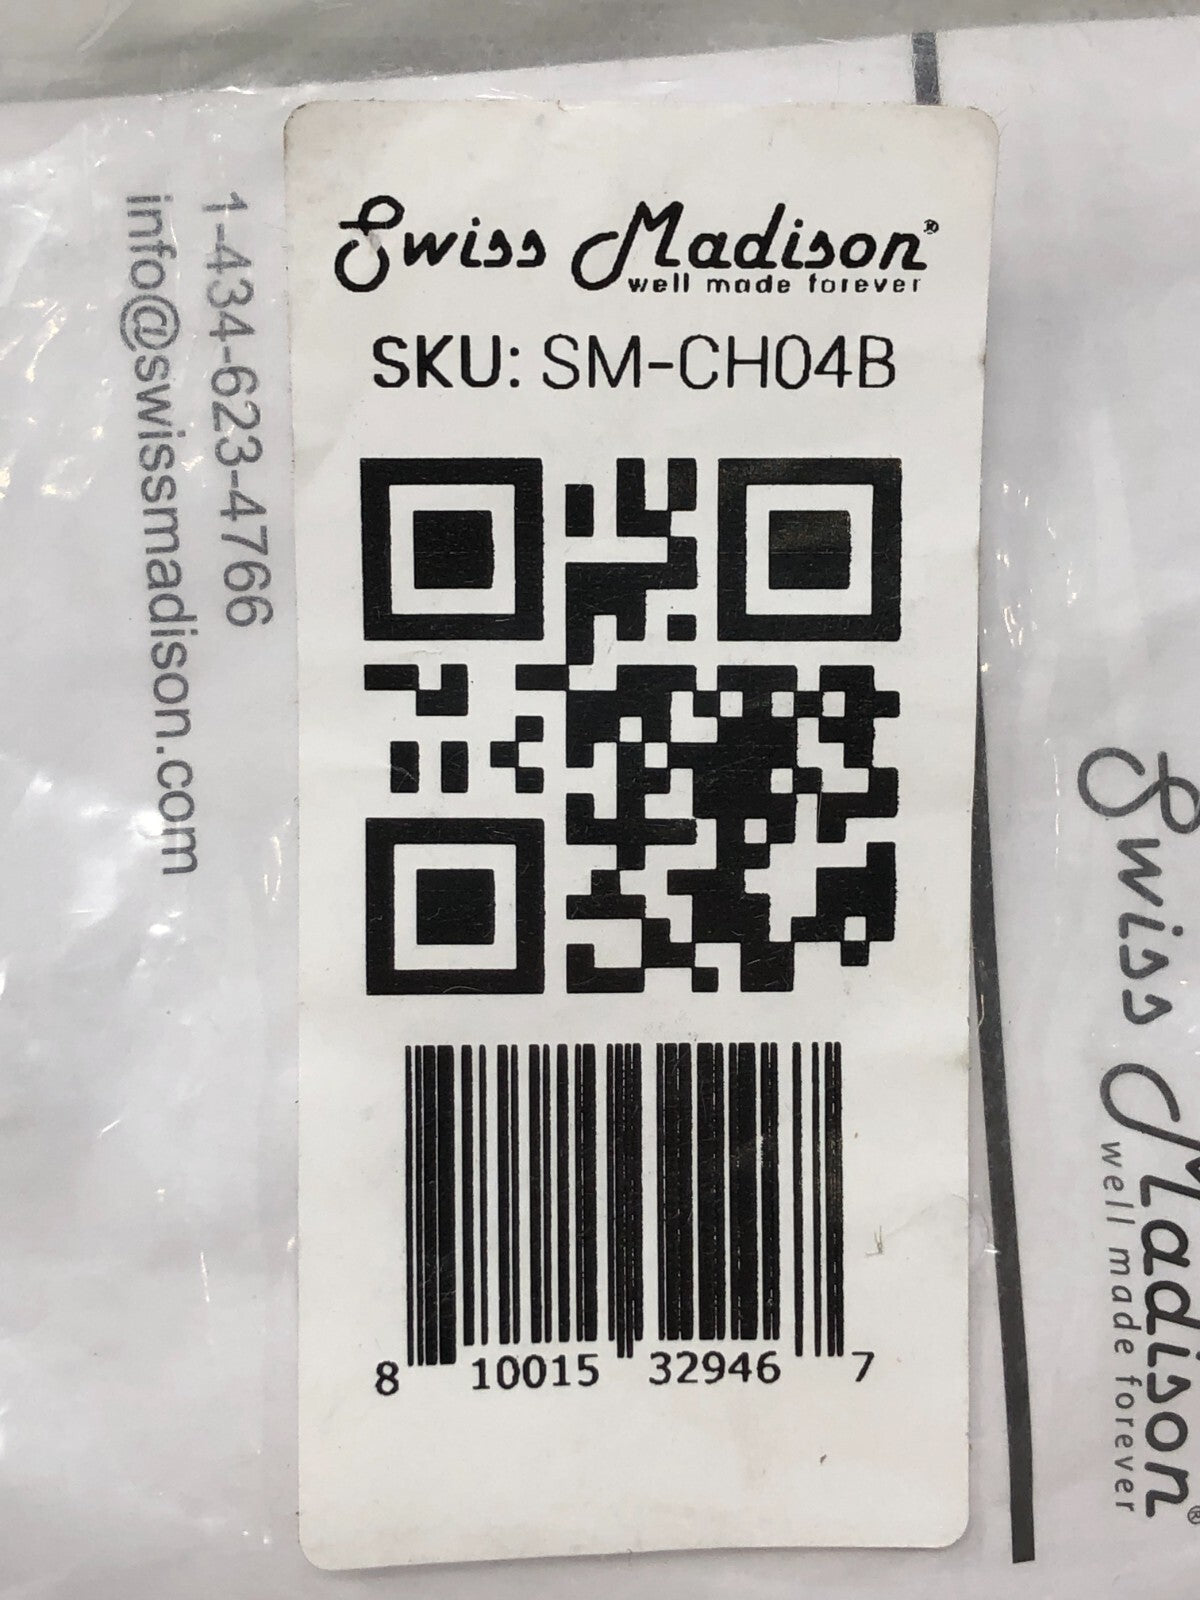 Swiss Madison®
well made forever
SKU: SM-CH04B
8 10015 32946 7
1-434-623-4766
info@swissmadison.com
Swiss Madison®
well made forever